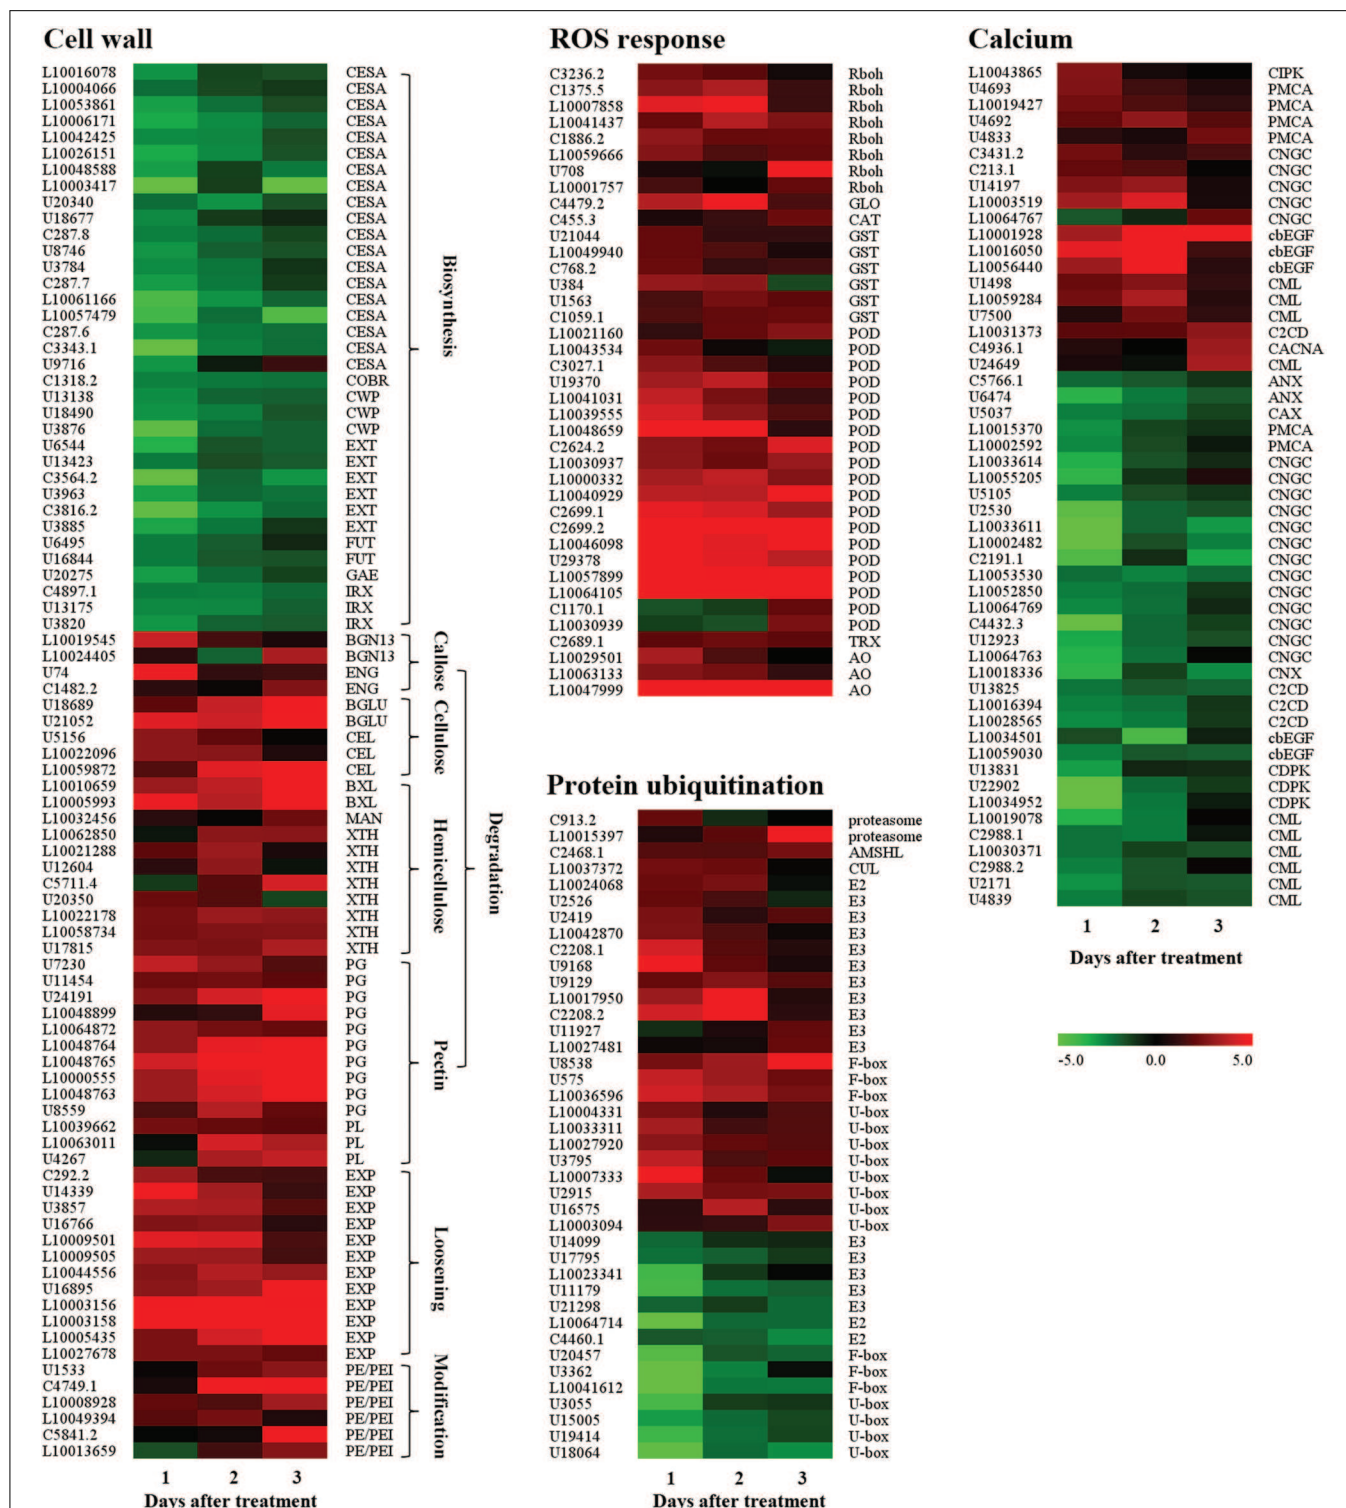 Cell wall
L10016078 CESA
L10004066 CESA
L10053861 CESA
L10006171 CESA
L10042425 CESA
L10026151 CESA
L10048588 CESA
L10003417 CESA
U20340 CESA
U18677 CESA
C287.8 CESA
U8746 CESA
U3784 CESA
C287.7 CESA
L10061166 CESA
L10057479 CESA
C287.6 CESA
C3343.1 CESA
U9716 CESA
C1318.2 COBR
U13138 CWP
U18490 CWP
U3876 CWP
U6544 EXT
U13423 EXT
C3564.2 EXT
U3963 EXT
C3816.2 EXT
U3885 EXT
U6495 FUT
U16844 FUT
U20275 GAE
C4897.1 IRX
U13175 IRX
U3820 IRX
L10019545 BGN13
L10024405 BGN13
U74 ENG
C1482.2 ENG
U18689 BGLU
U21052 BGLU
U5156 CEL
L10022096 CEL
L10059872 CEL
L10010659 BXL
L10005993 BXL
L10032456 MAN
L10062850 XTH
L10021288 XTH
U12604 XTH
C5711.4 XTH
U20350 XTH
L10022178 XTH
L10058734 XTH
U17815 XTH
U7230 PG
U11454 PG
U24191 PG
L10048899 PG
L10064872 PG
L10048764 PG
L10048765 PG
L10000555 PG
L10048763 PG
U8559 PG
L10039662 PL
L10063011 PL
U4267 PL
C292.2 EXP
U14339 EXP
U3857 EXP
U16766 EXP
L10009501 EXP
L10009505 EXP
L10044556 EXP
U16895 EXP
L10003156 EXP
L10003158 EXP
L10005435 EXP
L10027678 EXP
U1533 PE/PEI
C4749.1 PE/PEI
L10008928 PE/PEI
L10049394 PE/PEI
C5841.2 PE/PEI
L10013659 PE/PEI
1 2 3
Days after treatment
Biosynthesis
Callose
Cellulose
Hemicellulose
Pectin
Degradation
Loosening
Modification
ROS response
C3236.2 Rboh
C1375.5 Rboh
L10007858 Rboh
L10041437 Rboh
C1886.2 Rboh
L10059666 Rboh
U708 Rboh
L10001757 Rboh
C4479.2 GLO
C455.3 CAT
U21044 GST
L10049940 GST
C768.2 GST
U384 GST
U1563 GST
C1059.1 GST
L10021160 POD
L10043534 POD
C3027.1 POD
U19370 POD
L10041031 POD
L10039555 POD
L10048659 POD
C2624.2 POD
L10030937 POD
L10000332 POD
L10040929 POD
C2699.1 POD
C2699.2 POD
L10046098 POD
U29378 POD
L10057899 POD
L10064105 POD
C1170.1 POD
L10030939 POD
C2689.1 TRX
L10029501 AO
L10063133 AO
L10047999 AO
Protein ubiquitination
C913.2 proteasome
L10015397 proteasome
C2468.1 AMSHL
L10037372 CUL
L10024068 E2
U2526 E3
U2419 E3
L10042870 E3
C2208.1 E3
U9168 E3
U9129 E3
L10017950 E3
C2208.2 E3
U11927 E3
L10027481 E3
U8538 F-box
U575 F-box
L10036596 F-box
L10004331 U-box
L10033311 U-box
L10027920 U-box
U3795 U-box
L10007333 U-box
U2915 U-box
U16575 U-box
L10003094 U-box
U14099 E3
U17795 E3
L10023341 E3
U11179 E3
U21298 E3
L10064714 E2
C4460.1 E2
U20457 F-box
U3362 F-box
L10041612 F-box
U3055 U-box
U15005 U-box
U19414 U-box
U18064 U-box
1 2 3
Days after treatment
Calcium
L10043865 CIPK
U4693 PMCA
L10019427 PMCA
U4692 PMCA
U4833 PMCA
C3431.2 CNGC
C213.1 CNGC
U14197 CNGC
L10003519 CNGC
L10064767 CNGC
L10001928 cbEGF
L10016050 cbEGF
L10056440 cbEGF
U1498 CML
L10059284 CML
U7500 CML
L10031373 C2CD
C4936.1 CACNA
U24649 CML
C5766.1 ANX
U6474 ANX
U5037 CAX
L10015370 PMCA
L10002592 PMCA
L10033614 CNGC
L10055205 CNGC
U5105 CNGC
U2530 CNGC
L10033611 CNGC
L10002482 CNGC
C2191.1 CNGC
L10053530 CNGC
L10052850 CNGC
L10064769 CNGC
C4432.3 CNGC
U12923 CNGC
L10064763 CNGC
L10018336 CNX
U13825 C2CD
L10016394 C2CD
L10028565 C2CD
L10034501 cbEGF
L10059030 cbEGF
U13831 CDPK
U22902 CDPK
L10034952 CDPK
L10019078 CML
C2988.1 CML
L10030371 CML
C2988.2 CML
U2171 CML
U4839 CML
1 2 3
Days after treatment
-5.0 0.0 5.0